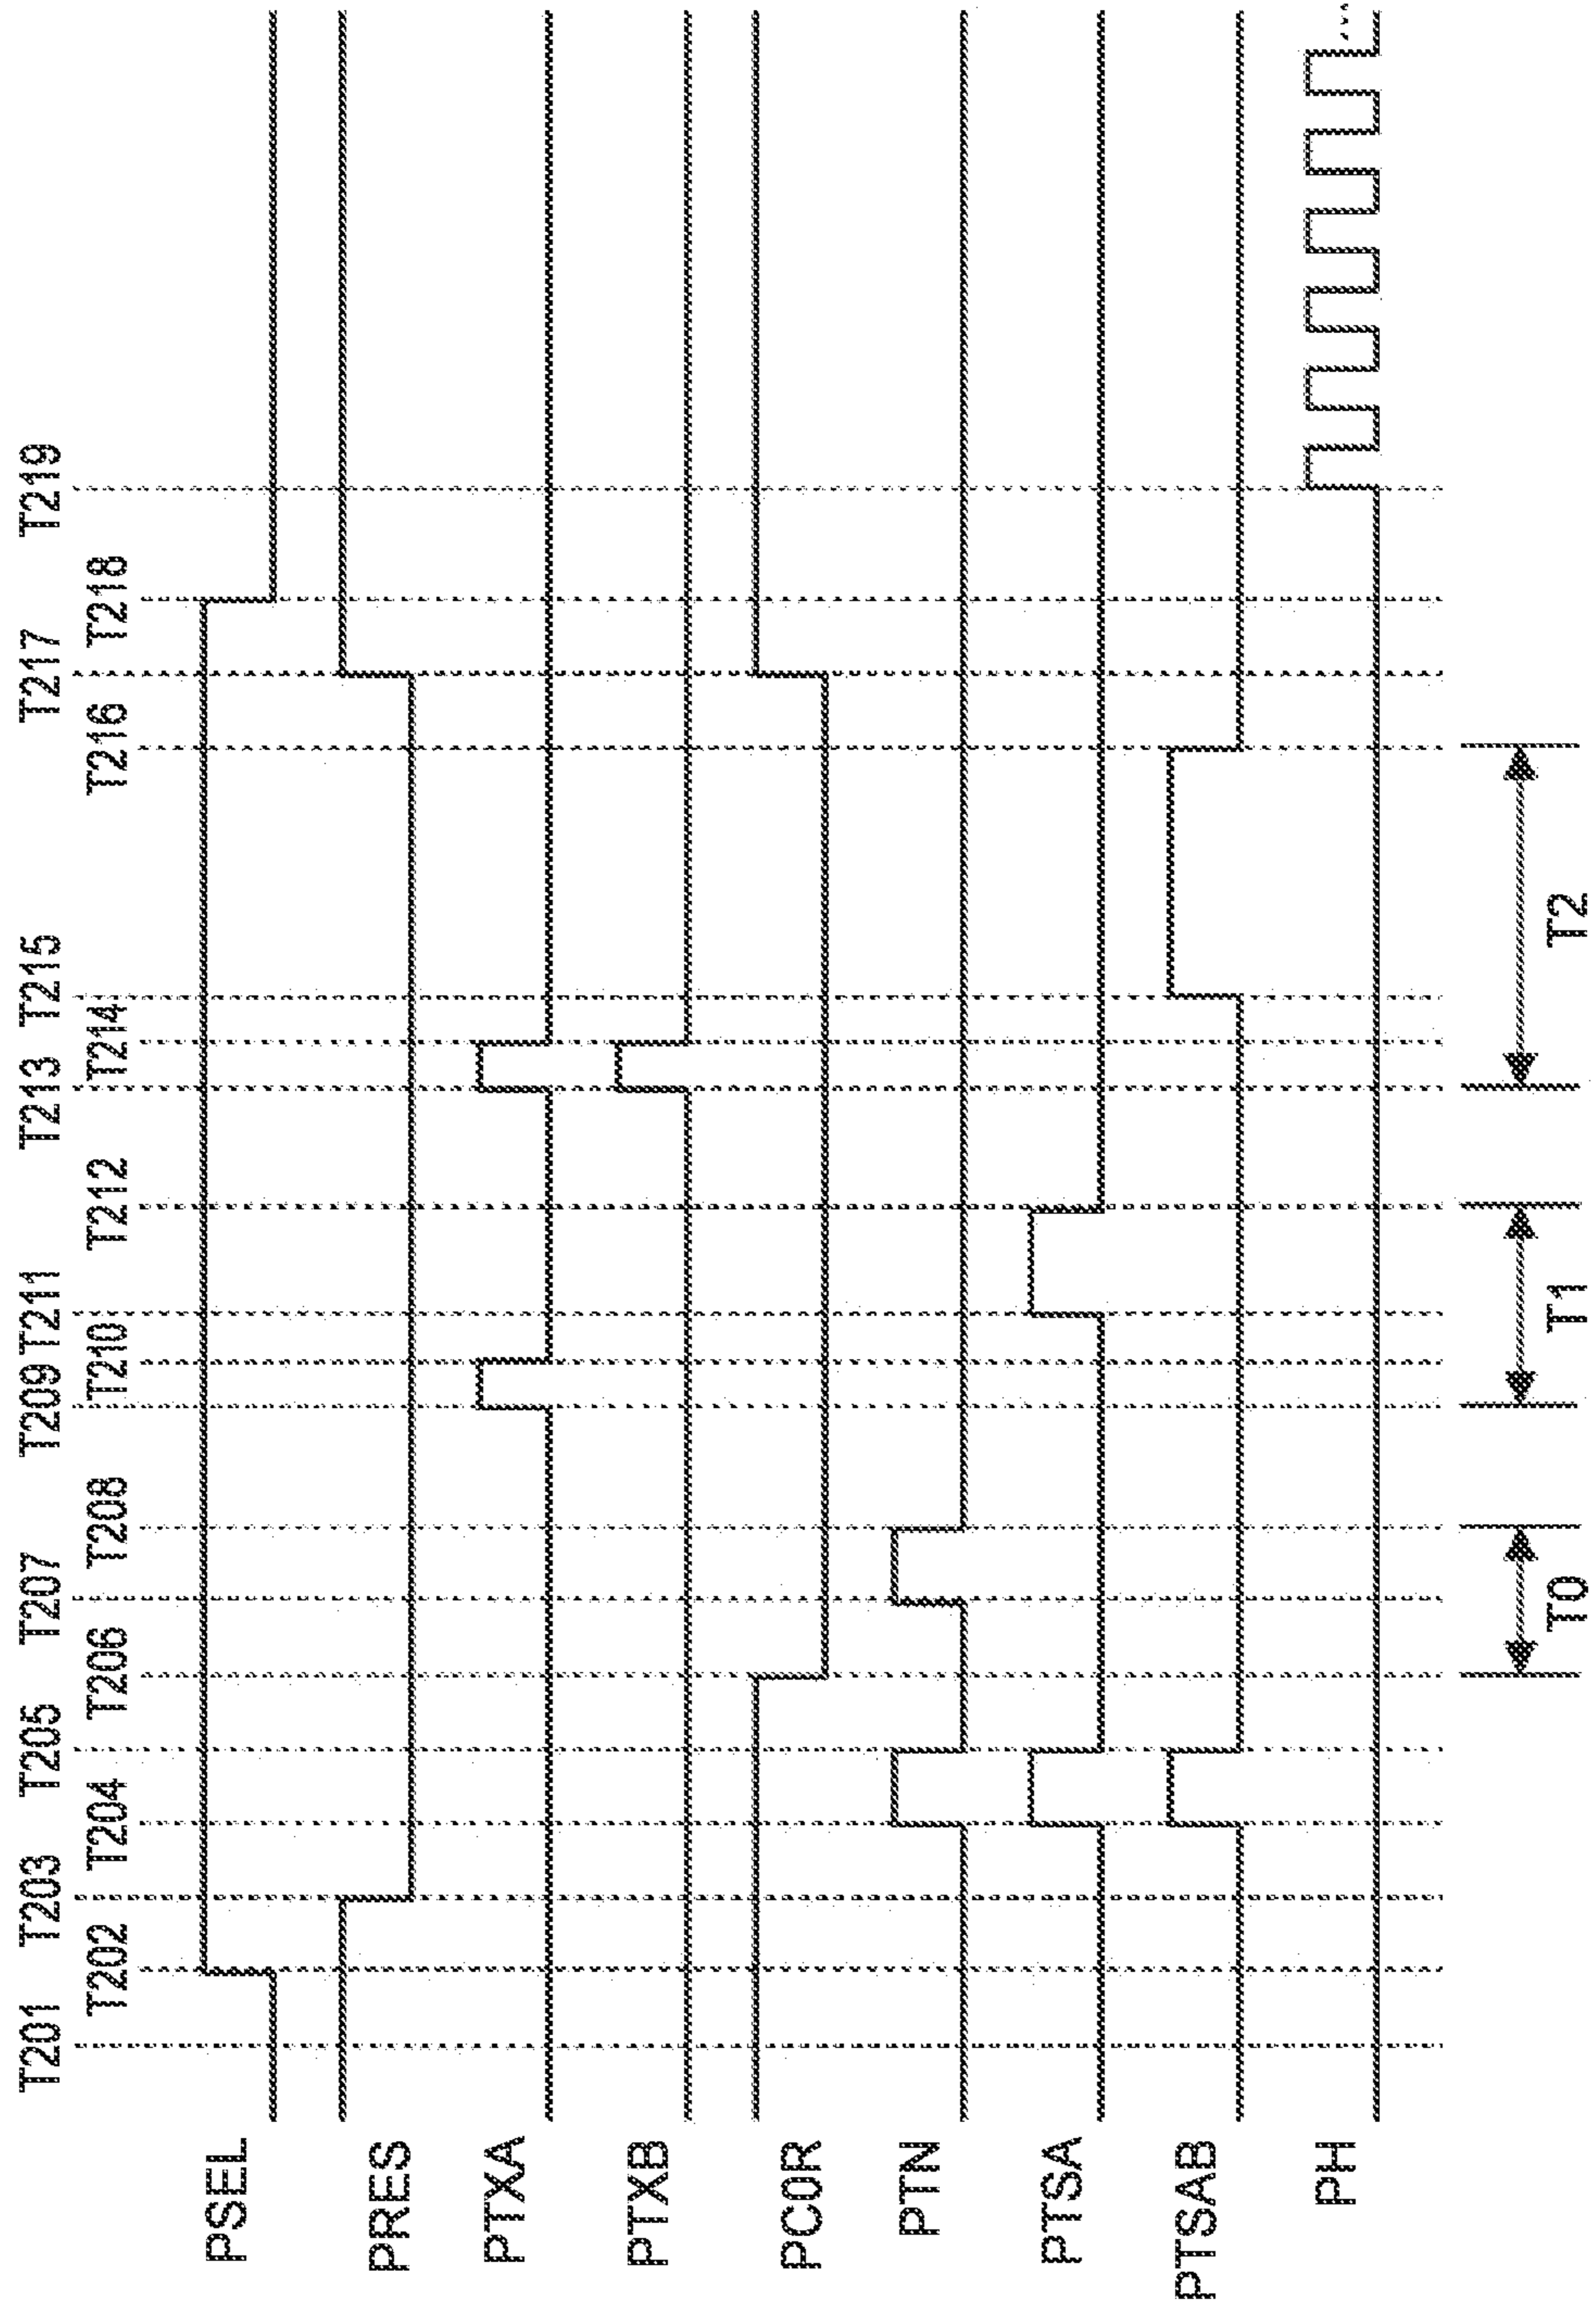 T201 T203 T205 T207 T209 T211 T213 T215 T217 T219
T202 T204 T206 T208 T210 T212 T214 T216 T218
PSEL
PRES
PTXA
PTXB
PCOR
PTN
PTSA
PTSAB
PH
T0 T1 T2